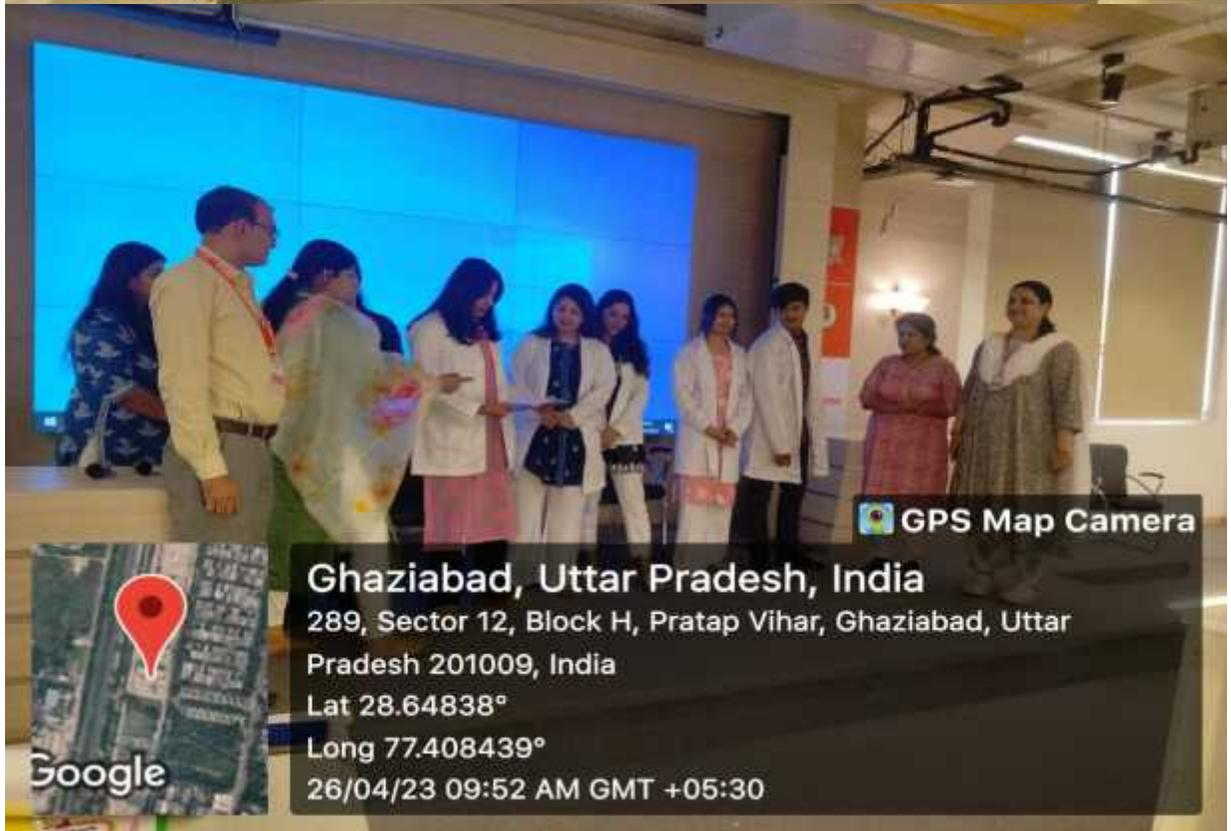 GPS Map Camera
Ghaziabad, Uttar Pradesh, India
289, Sector 12, Block H, Pratap Vihar, Ghaziabad, Uttar
Pradesh 201009, India
Lat 28.64838°
Long 77.408439°
26/04/23 09:52 AM GMT +05:30
Google